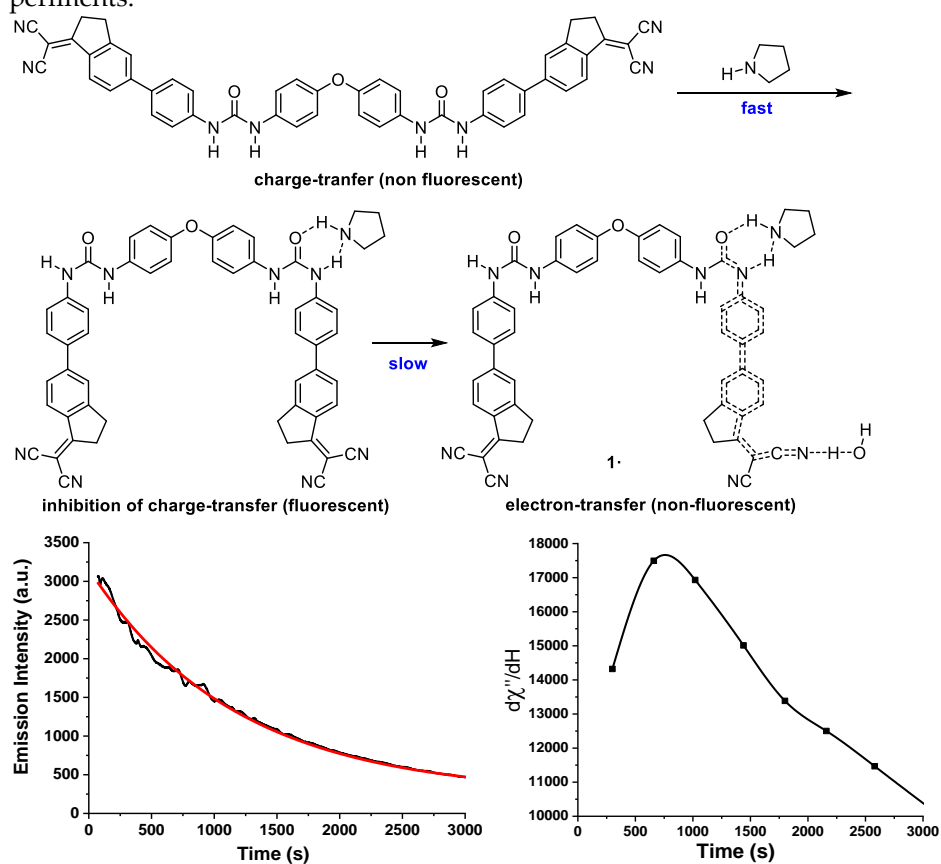 periments.
CN
NC
O
O
O
CN
CN
N
H
N
H
N
H
N
H
H
N
fast
charge-tranfer (non fluorescent)
O
O
O
H
N
H
N
H
N
H
N
H
H
N
slow
NC
CN
CN
NC
inhibition of charge-transfer (fluorescent)
O
O
O
H
N
H
N
H
N
H
N
H
H
N
NC
CN
1·
C
N
H
O
H
NC
electron-transfer (non-fluorescent)
Emission Intensity (a.u.)
3500
3000
2500
2000
1500
1000
500
0
0 500 1000 1500 2000 2500 3000
Time (s)
dχ''/dH
18000
17000
16000
15000
14000
13000
12000
11000
10000
0 500 1000 1500 2000 2500 3000
Time (s)